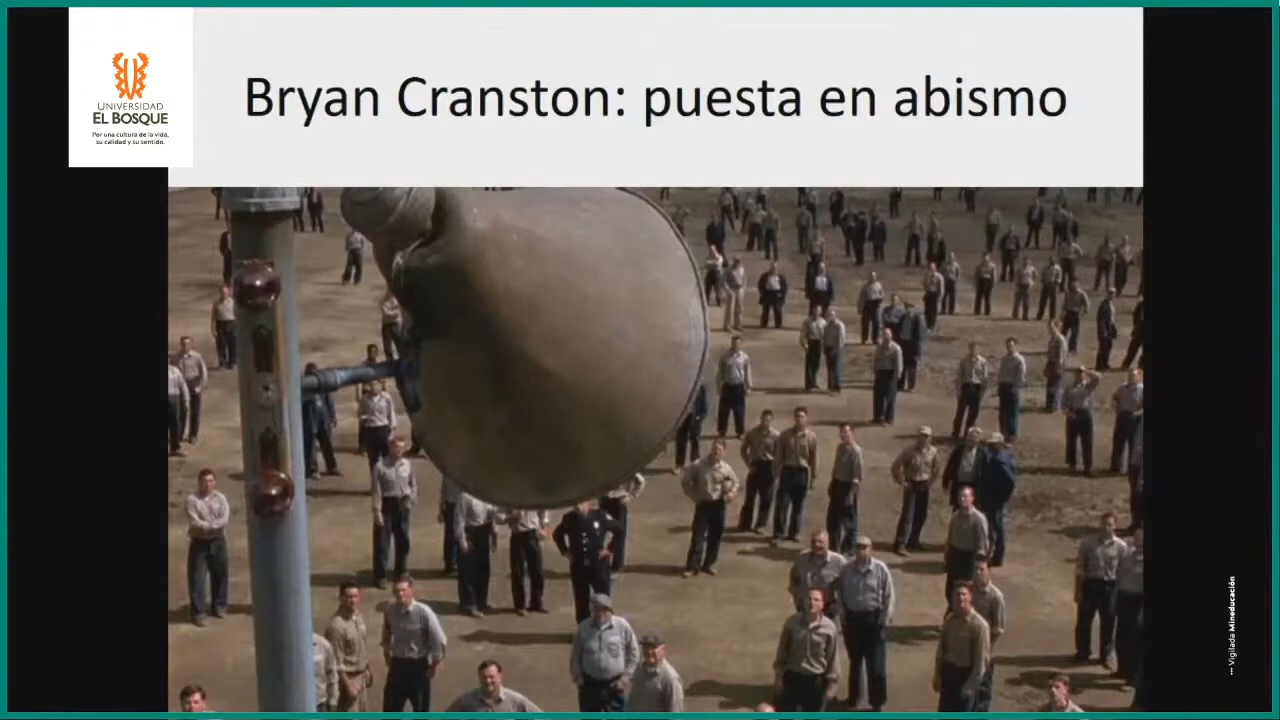 Bryan Cranston: puesta en abismo
UNIVERSIDAD
EL BOSQUE
Por una cultura de la vida,
su calidad y su sentido.
Vigilada Mineducación